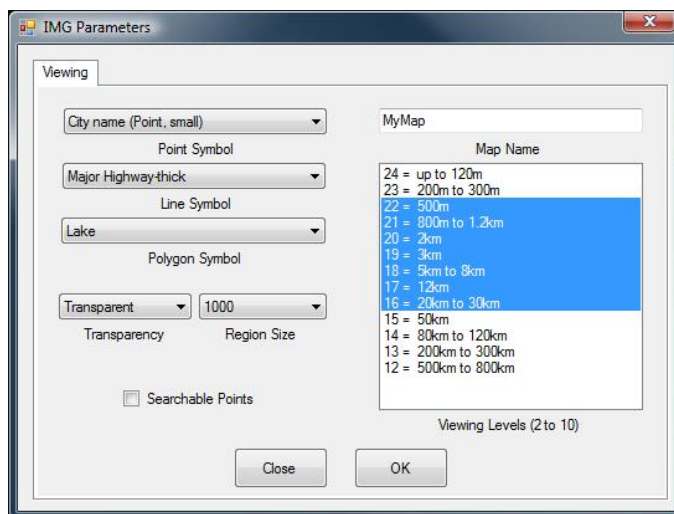 IMG Parameters
Viewing
City name (Point, small)
Point Symbol
Major Highway-thick
Line Symbol
Lake
Polygon Symbol
Transparent
Transparency
1000
Region Size
Searchable Points
MyMap
Map Name
24 = up to 120m
23 = 200m to 300m
22 = 500m
21 = 800m to 1.2km
20 = 2km
19 = 3km
18 = 5km to 8km
17 = 12km
16 = 20km to 30km
15 = 50km
14 = 80km to 120km
13 = 200km to 300km
12 = 500km to 800km
Viewing Levels (2 to 10)
Close
OK